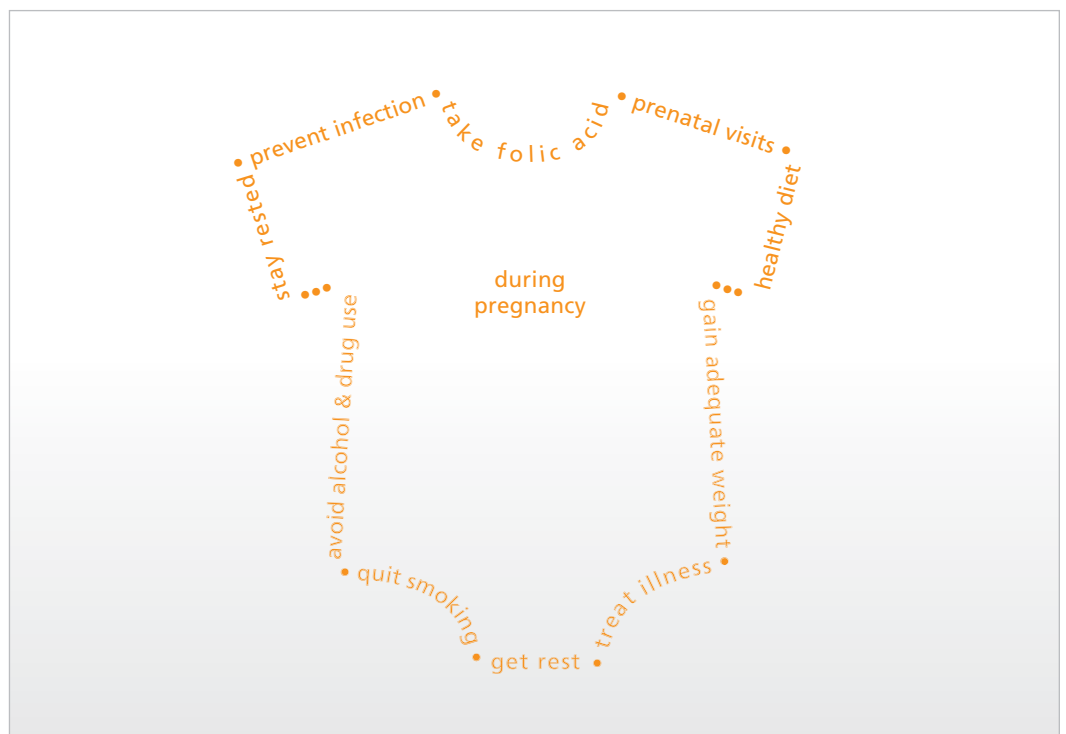 prevent infection
take folic acid
prenatal visits
stay rested
healthy diet
during
pregnancy
avoid alcohol & drug use
gain adequate weight
quit smoking
treat illness
get rest